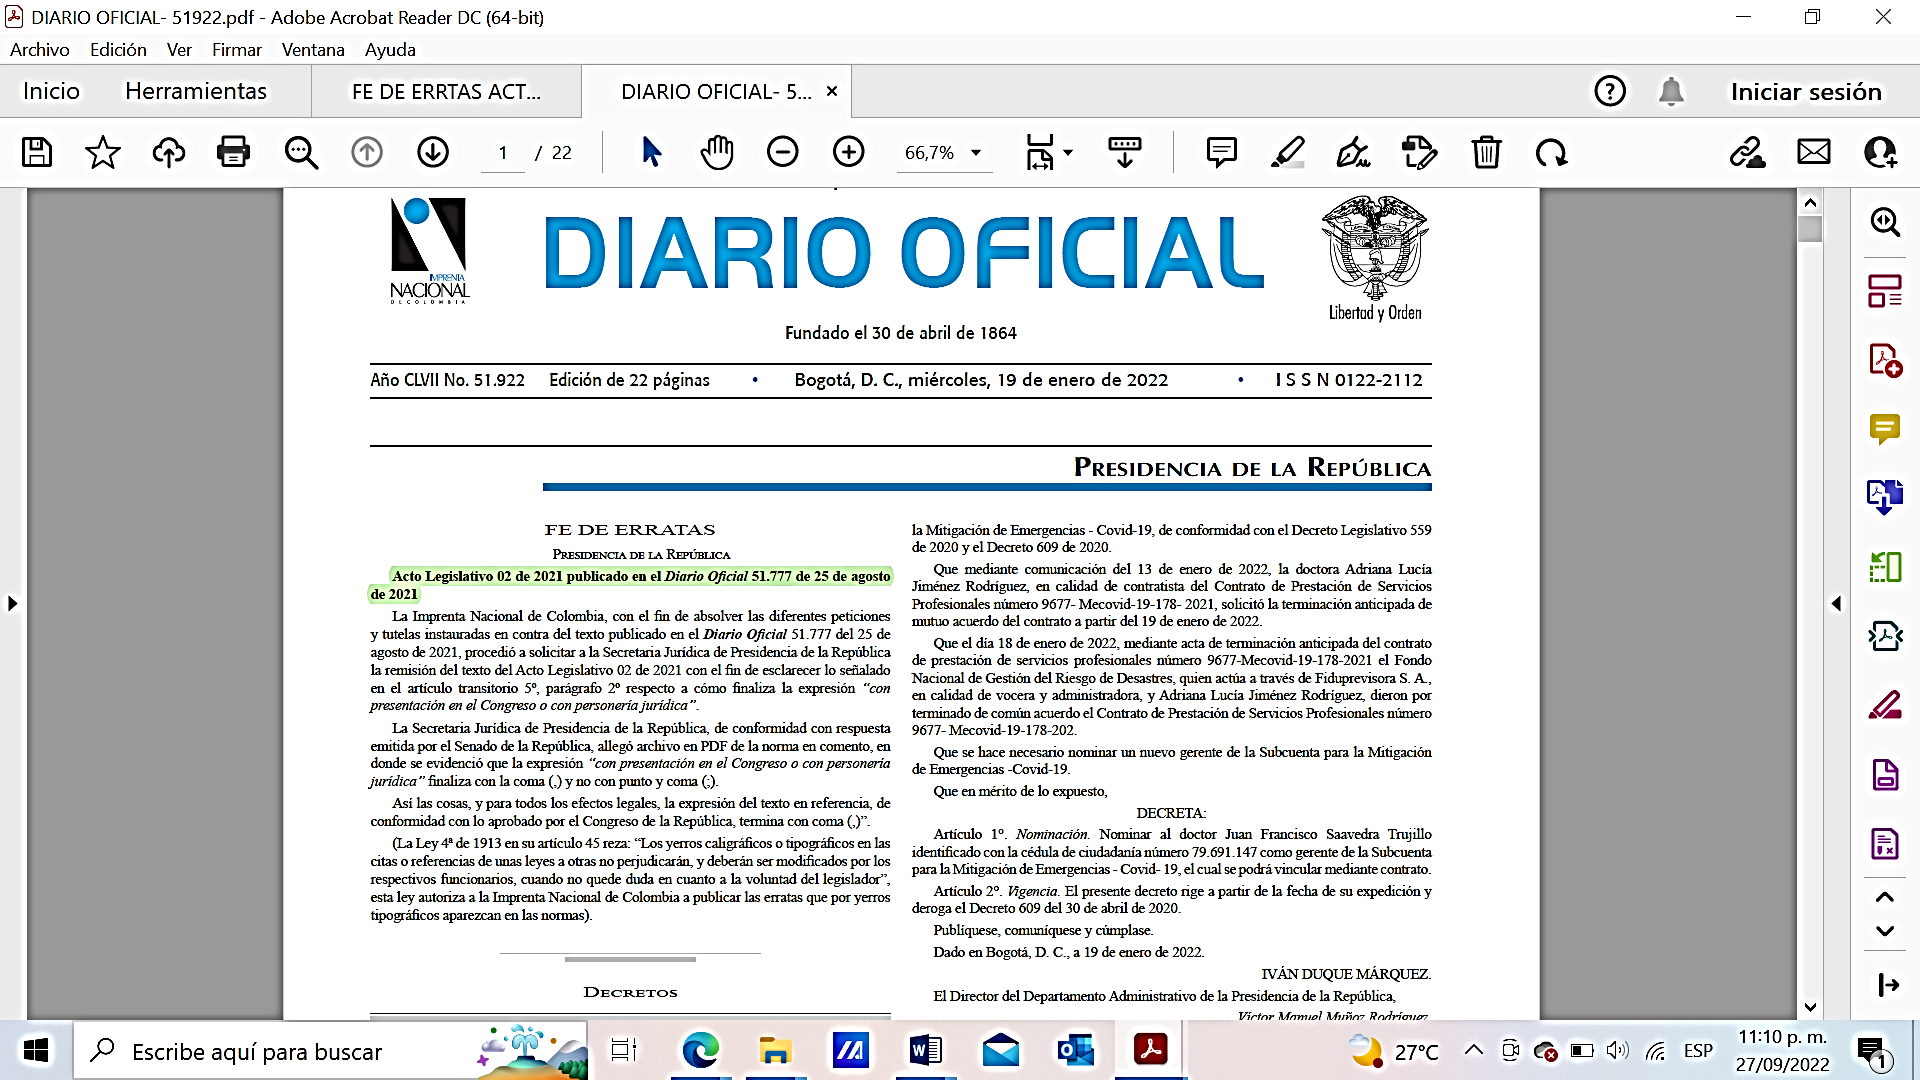 DIARIO OFICIAL- 51922.pdf - Adobe Acrobat Reader DC (64-bit)
Archivo Edición Ver Firmar Ventana Ayuda
Inicio Herramientas FE DE ERRTAS ACT... DIARIO OFICIAL- 5... × Iniciar sesión
1 / 22 66,7%
IMPRENTA
NACIONAL
DE COLOMBIA
DIARIO OFICIAL
Libertad y Orden
Fundado el 30 de abril de 1864
Año CLVII No. 51.922 Edición de 22 páginas • Bogotá, D. C., miércoles, 19 de enero de 2022 • I S S N 0122-2112
Presidencia de la República
FE DE ERRATAS
Presidencia de la República
Acto Legislativo 02 de 2021 publicado en el Diario Oficial 51.777 de 25 de agosto
de 2021
La Imprenta Nacional de Colombia, con el fin de absolver las diferentes peticiones
y tutelas instauradas en contra del texto publicado en el Diario Oficial 51.777 del 25 de
agosto de 2021, procedió a solicitar a la Secretaria Jurídica de Presidencia de la República
la remisión del texto del Acto Legislativo 02 de 2021 con el fin de esclarecer lo señalado
en el artículo transitorio 5º, parágrafo 2º respecto a cómo finaliza la expresión “con
presentación en el Congreso o con personería jurídica”.
La Secretaria Jurídica de Presidencia de la República, de conformidad con respuesta
emitida por el Senado de la República, allegó archivo en PDF de la norma en comento, en
donde se evidenció que la expresión “con presentación en el Congreso o con personería
jurídica” finaliza con la coma (,) y no con punto y coma (;).
Así las cosas, y para todos los efectos legales, la expresión del texto en referencia, de
conformidad con lo aprobado por el Congreso de la República, termina con coma (,)”.
(La Ley 4ª de 1913 en su artículo 45 reza: “Los yerros caligráficos o tipográficos en las
citas o referencias de unas leyes a otras no perjudicarán, y deberán ser modificados por los
respectivos funcionarios, cuando no quede duda en cuanto a la voluntad del legislador”,
esta ley autoriza a la Imprenta Nacional de Colombia a publicar las erratas que por yerros
tipográficos aparezcan en las normas).
Decretos
la Mitigación de Emergencias - Covid-19, de conformidad con el Decreto Legislativo 559
de 2020 y el Decreto 609 de 2020.
Que mediante comunicación del 13 de enero de 2022, la doctora Adriana Lucía
Jiménez Rodríguez, en calidad de contratista del Contrato de Prestación de Servicios
Profesionales número 9677- Mecovid-19-178- 2021, solicitó la terminación anticipada de
mutuo acuerdo del contrato a partir del 19 de enero de 2022.
Que el día 18 de enero de 2022, mediante acta de terminación anticipada del contrato
de prestación de servicios profesionales número 9677-Mecovid-19-178-2021 el Fondo
Nacional de Gestión del Riesgo de Desastres, quien actúa a través de Fiduprevisora S. A.,
en calidad de vocera y administradora, y Adriana Lucía Jiménez Rodríguez, dieron por
terminado de común acuerdo el Contrato de Prestación de Servicios Profesionales número
9677- Mecovid-19-178-202.
Que se hace necesario nominar un nuevo gerente de la Subcuenta para la Mitigación
de Emergencias -Covid-19.
Que en mérito de lo expuesto,
DECRETA:
Artículo 1º. Nominación. Nominar al doctor Juan Francisco Saavedra Trujillo
identificado con la cédula de ciudadanía número 79.691.147 como gerente de la Subcuenta
para la Mitigación de Emergencias - Covid- 19, el cual se podrá vincular mediante contrato.
Artículo 2º. Vigencia. El presente decreto rige a partir de la fecha de su expedición y
deroga el Decreto 609 del 30 de abril de 2020.
Publíquese, comuníquese y cúmplase.
Dado en Bogotá, D. C., a 19 de enero de 2022.
IVÁN DUQUE MÁRQUEZ.
El Director del Departamento Administrativo de la Presidencia de la República,
Víctor Manuel Muñoz Rodríguez.
Escribe aquí para buscar
27°C ESP
11:10 p. m.
27/09/2022
1